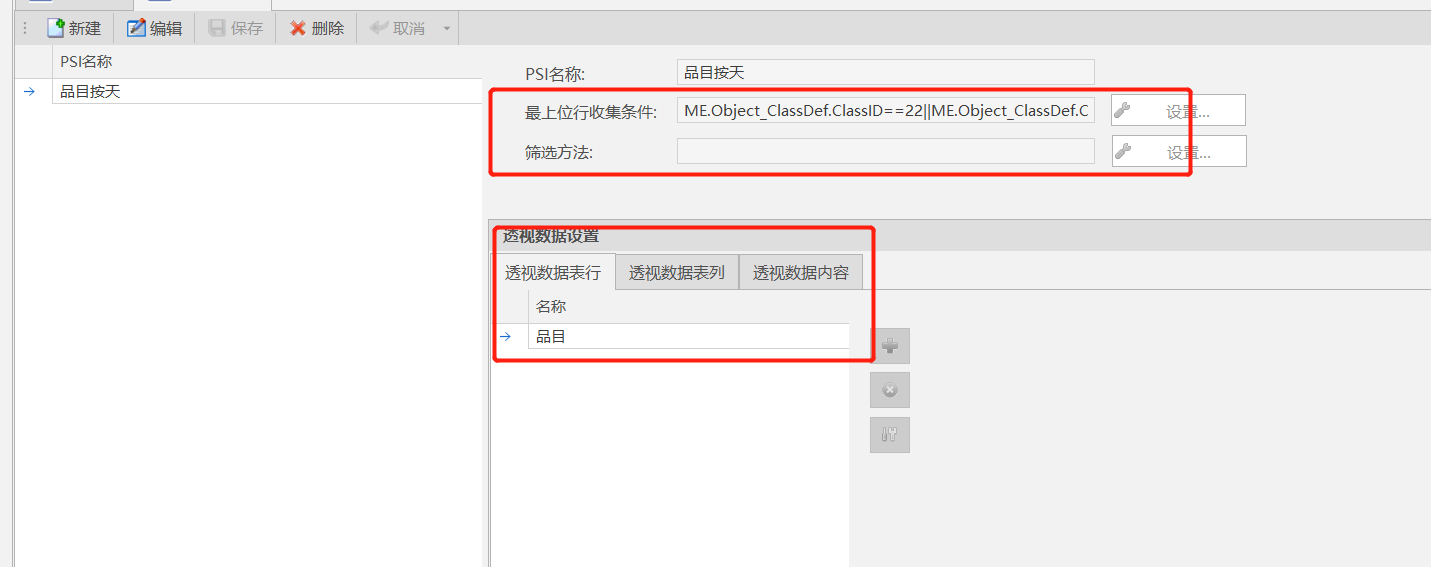 新建 编辑 保存 删除 取消
PSI名称
品目按天
PSI名称: 品目按天
最上位行收集条件: ME.Object_ClassDef.ClassID==22||ME.Object_ClassDef.C 设置...
筛选方法: 设置...
透视数据设置
透视数据表行 透视数据表列 透视数据内容
名称
品目